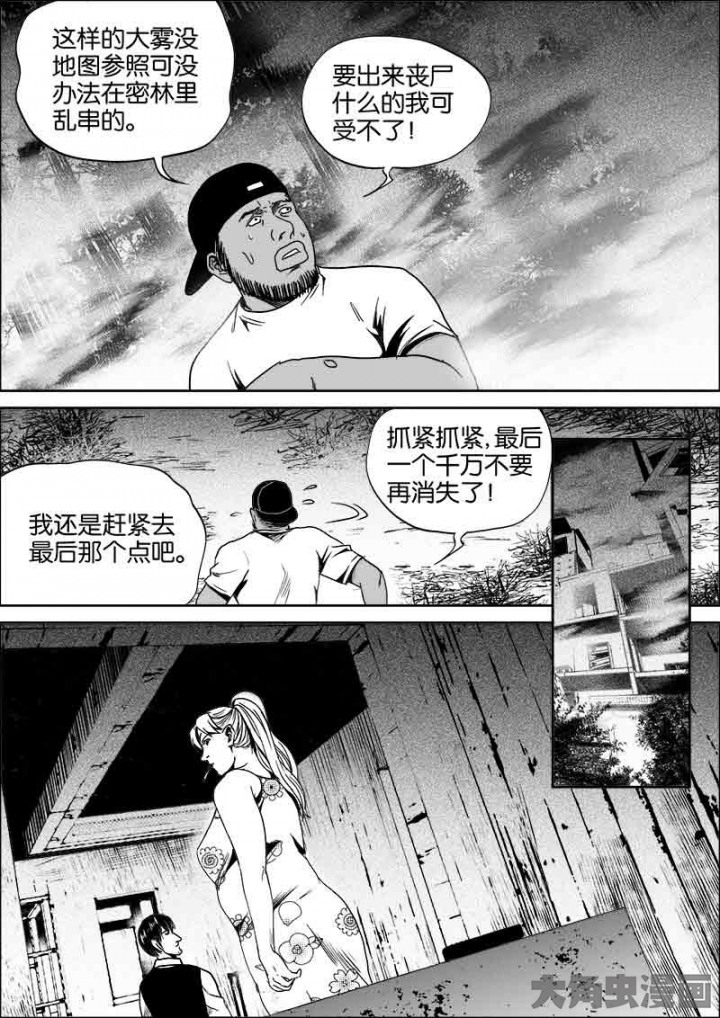 这样的大雾没
地图参照可没
办法在密林里
乱串的。
要出来丧尸
什么的我可
受不了！
我还是赶紧去
最后那个点吧。
抓紧抓紧，最后
一个千万不要
再消失了！
大角虫漫画